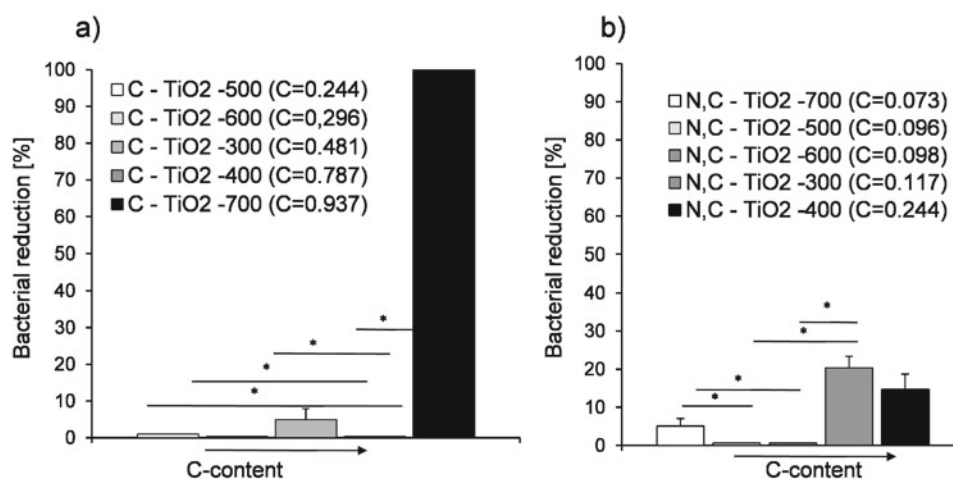 a)
Bacterial reduction [%]
100
90
80
70
60
50
40
30
20
10
0
C - TiO2 -500 (C=0.244)
C - TiO2 -600 (C=0,296)
C - TiO2 -300 (C=0.481)
C - TiO2 -400 (C=0.787)
C - TiO2 -700 (C=0.937)
*
*
*
*
C-content
b)
Bacterial reduction [%]
100
90
80
70
60
50
40
30
20
10
0
N,C - TiO2 -700 (C=0.073)
N,C - TiO2 -500 (C=0.096)
N,C - TiO2 -600 (C=0.098)
N,C - TiO2 -300 (C=0.117)
N,C - TiO2 -400 (C=0.244)
*
*
*
*
C-content